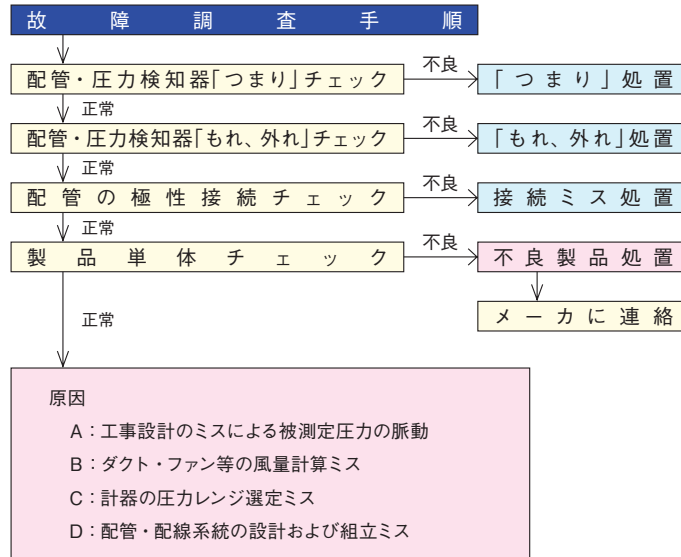 故障調査手順
配管・圧力検知器「つまり」チェック
不良
「つまり」処置
正常
配管・圧力検知器「もれ、外れ」チェック
不良
「もれ、外れ」処置
正常
配管の極性接続チェック
不良
接続ミス処置
正常
製品単体チェック
不良
不良製品処置
正常
メーカに連絡
原因
A：工事設計のミスによる被測定圧力の脈動
B：ダクト・ファン等の風量計算ミス
C：計器の圧力レンジ選定ミス
D：配管・配線系統の設計および組立ミス